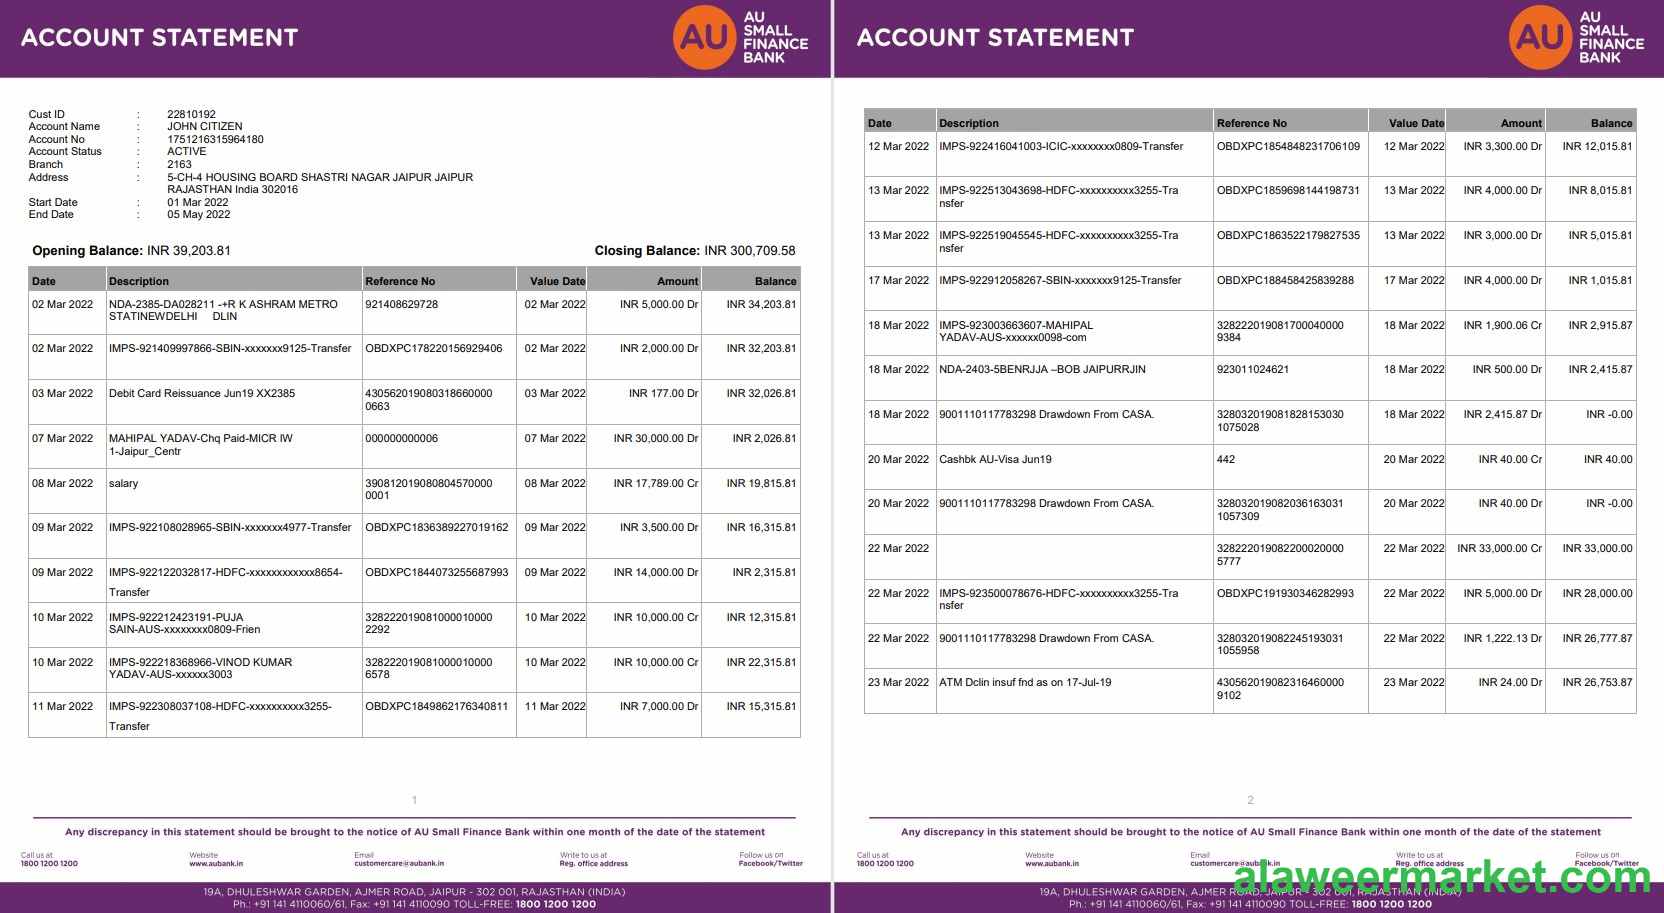 ACCOUNT STATEMENT
AU
AU
SMALL
FINANCE
BANK
Cust ID : 22810192
Account Name : JOHN CITIZEN
Account No : 1751216315964180
Account Status : ACTIVE
Branch : 2163
Address : 5-CH-4 HOUSING BOARD SHASTRI NAGAR JAIPUR JAIPUR
RAJASTHAN India 302016
Start Date : 01 Mar 2022
End Date : 05 May 2022
Opening Balance: INR 39,203.81 Closing Balance: INR 300,709.58
Date Description Reference No Value Date Amount Balance
02 Mar 2022 NDA-2385-DA028211 -+R K ASHRAM METRO 921408629728 02 Mar 2022 INR 5,000.00 Dr INR 34,203.81
STATINEWDELHI DLIN
02 Mar 2022 IMPS-921409997866-SBIN-xxxxxxx9125-Transfer OBDXPC178220156929406 02 Mar 2022 INR 2,000.00 Dr INR 32,203.81
03 Mar 2022 Debit Card Reissuance Jun19 XX2385 430562019080318660000 03 Mar 2022 INR 177.00 Dr INR 32,026.81
0663
07 Mar 2022 MAHIPAL YADAV-Chq Paid-MICR IW 000000000006 07 Mar 2022 INR 30,000.00 Dr INR 2,026.81
1-Jaipur_Centr
08 Mar 2022 salary 390812019080804570000 08 Mar 2022 INR 17,789.00 Cr INR 19,815.81
0001
09 Mar 2022 IMPS-922108028965-SBIN-xxxxxxx4977-Transfer OBDXPC1836389227019162 09 Mar 2022 INR 3,500.00 Dr INR 16,315.81
09 Mar 2022 IMPS-922122032817-HDFC-xxxxxxxxxxxx8654- OBDXPC1844073255687993 09 Mar 2022 INR 14,000.00 Dr INR 2,315.81
Transfer
10 Mar 2022 IMPS-922212423191-PUJA 328222019081000010000 10 Mar 2022 INR 10,000.00 Cr INR 12,315.81
SAIN-AUS-xxxxxxxx0809-Frien 2292
10 Mar 2022 IMPS-922218368966-VINOD KUMAR 328222019081000010000 10 Mar 2022 INR 10,000.00 Cr INR 22,315.81
YADAV-AUS-xxxxxx3003 6578
11 Mar 2022 IMPS-922308037108-HDFC-xxxxxxxxxx3255- OBDXPC1849862176340811 11 Mar 2022 INR 7,000.00 Dr INR 15,315.81
Transfer
1
Any discrepancy in this statement should be brought to the notice of AU Small Finance Bank within one month of the date of the statement
Call us at Website Email Write to us at Follow us on
1800 1200 1200 www.aubank.in customercare@aubank.in Reg. office address Facebook/Twitter
19A, DHULESHWAR GARDEN, AJMER ROAD, JAIPUR - 302 001, RAJASTHAN (INDIA)
Ph.: +91 141 4110060/61, Fax: +91 141 4110090 TOLL-FREE: 1800 1200 1200
ACCOUNT STATEMENT
AU
AU
SMALL
FINANCE
BANK
Date Description Reference No Value Date Amount Balance
12 Mar 2022 IMPS-922416041003-ICIC-xxxxxxxx0809-Transfer OBDXPC1854848231706109 12 Mar 2022 INR 3,300.00 Dr INR 12,015.81
13 Mar 2022 IMPS-922513043698-HDFC-xxxxxxxxxx3255-Tra OBDXPC1859698144198731 13 Mar 2022 INR 4,000.00 Dr INR 8,015.81
nsfer
13 Mar 2022 IMPS-922519045545-HDFC-xxxxxxxxxx3255-Tra OBDXPC1863522179827535 13 Mar 2022 INR 3,000.00 Dr INR 5,015.81
nsfer
17 Mar 2022 IMPS-922912058267-SBIN-xxxxxxx9125-Transfer OBDXPC188458425839288 17 Mar 2022 INR 4,000.00 Dr INR 1,015.81
18 Mar 2022 IMPS-923003663607-MAHIPAL 328222019081700040000 18 Mar 2022 INR 1,900.06 Cr INR 2,915.87
YADAV-AUS-xxxxxx0098-com 9384
18 Mar 2022 NDA-2403-5BENRJJA –BOB JAIPURRJIN 923011024621 18 Mar 2022 INR 500.00 Dr INR 2,415.87
18 Mar 2022 9001110117783298 Drawdown From CASA. 328032019081828153030 18 Mar 2022 INR 2,415.87 Dr INR -0.00
1075028
20 Mar 2022 Cashbk AU-Visa Jun19 442 20 Mar 2022 INR 40.00 Cr INR 40.00
20 Mar 2022 9001110117783298 Drawdown From CASA. 328032019082036163031 20 Mar 2022 INR 40.00 Dr INR -0.00
1057309
22 Mar 2022 328222019082200020000 22 Mar 2022 INR 33,000.00 Cr INR 33,000.00
5777
22 Mar 2022 IMPS-923500078676-HDFC-xxxxxxxxxx3255-Tra OBDXPC191930346282993 22 Mar 2022 INR 5,000.00 Dr INR 28,000.00
nsfer
22 Mar 2022 9001110117783298 Drawdown From CASA. 328032019082245193031 22 Mar 2022 INR 1,222.13 Dr INR 26,777.87
1055958
23 Mar 2022 ATM Dclin insuf fnd as on 17-Jul-19 430562019082316460000 23 Mar 2022 INR 24.00 Dr INR 26,753.87
9102
2
Any discrepancy in this statement should be brought to the notice of AU Small Finance Bank within one month of the date of the statement
Call us at Website Email Write to us at Follow us on
1800 1200 1200 www.aubank.in customercare@aubank.in Reg. office address Facebook/Twitter
alaweermarket.com
19A, DHULESHWAR GARDEN, AJMER ROAD, JAIPUR - 302 001, RAJASTHAN (INDIA)
Ph.: +91 141 4110060/61, Fax: +91 141 4110090 TOLL-FREE: 1800 1200 1200